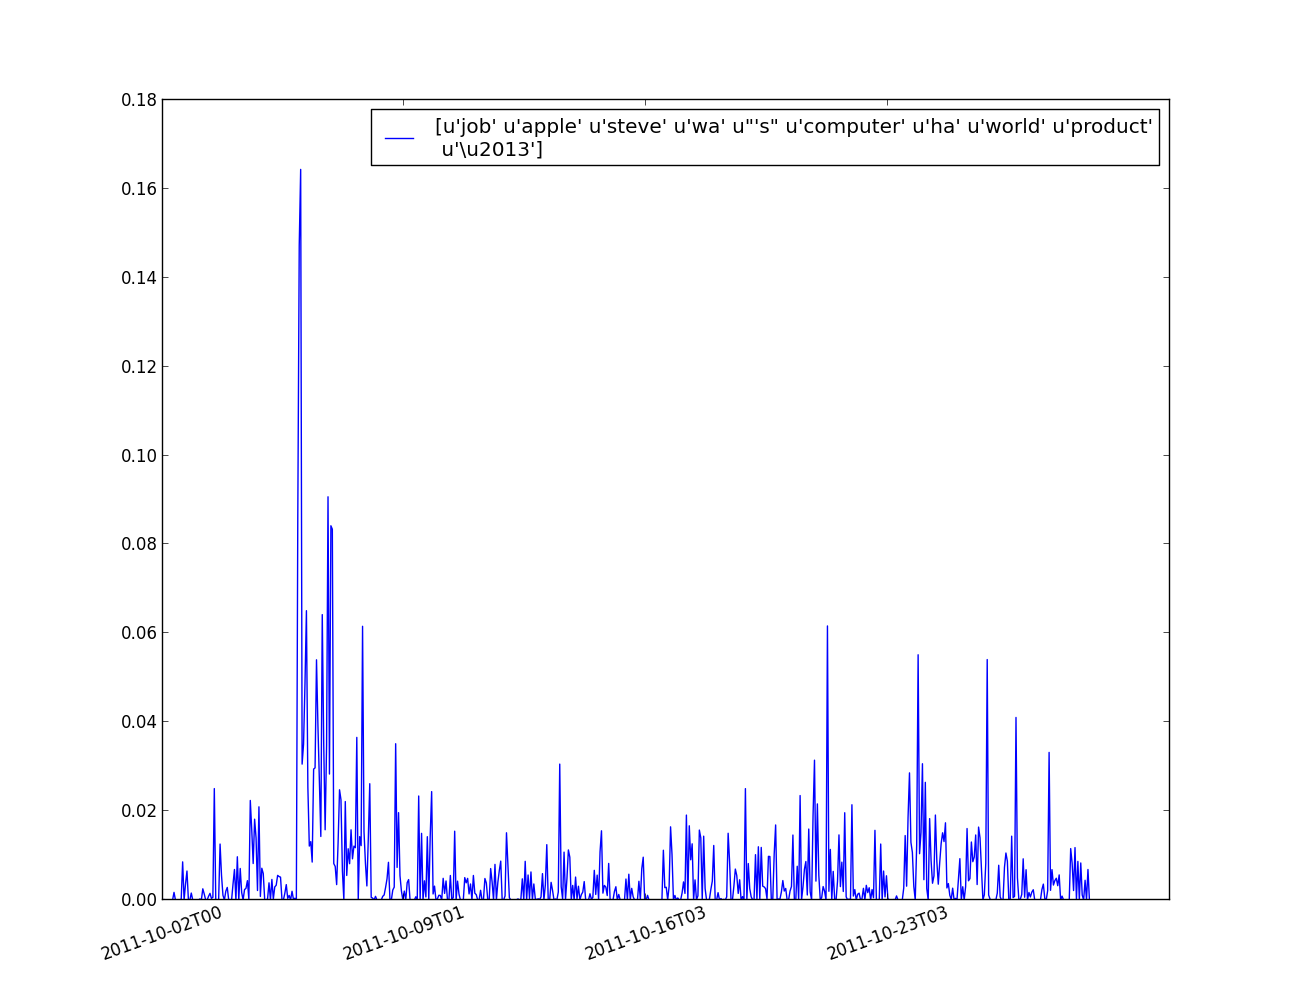 [u'job' u'apple' u'steve' u'wa' u"'s" u'computer' u'ha' u'world' u'product'
u'\u2013']
0.18
0.16
0.14
0.12
0.10
0.08
0.06
0.04
0.02
0.00
2011-10-02T00
2011-10-09T01
2011-10-16T03
2011-10-23T03